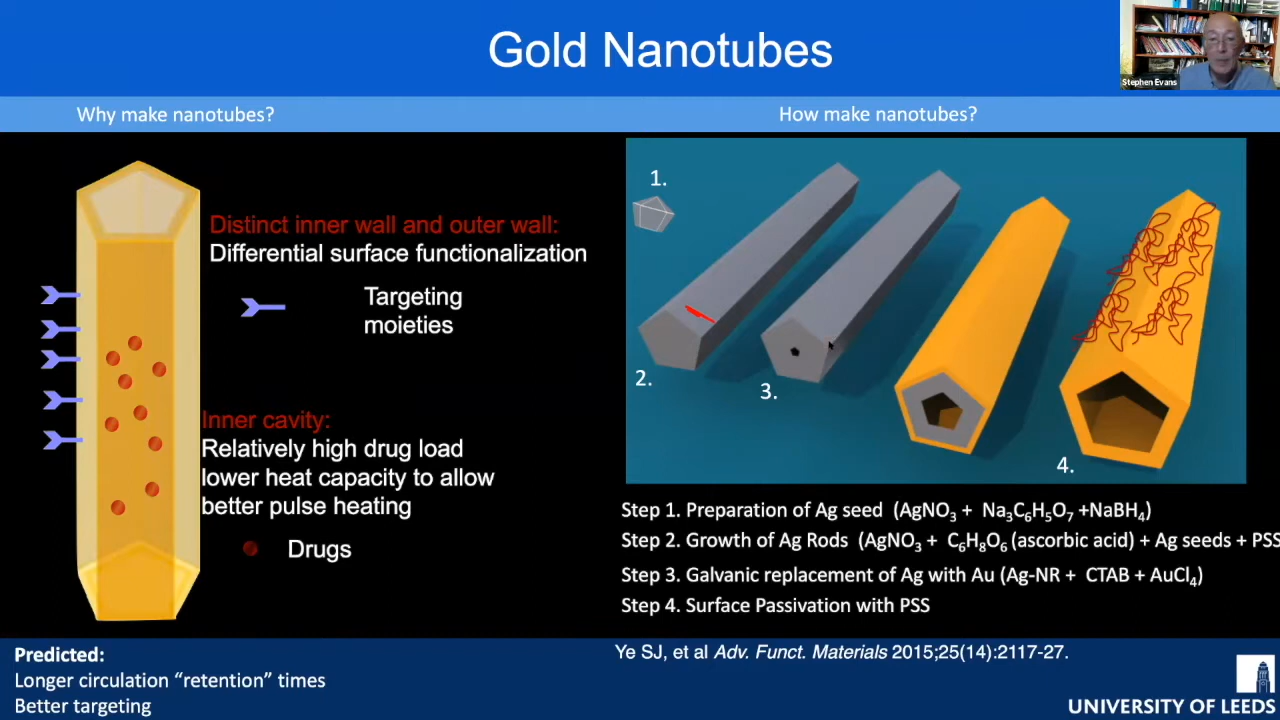 Gold Nanotubes
Stephen Evans
Why make nanotubes?
How make nanotubes?
Distinct inner wall and outer wall:
Differential surface functionalization
Targeting
moieties
Inner cavity:
Relatively high drug load
lower heat capacity to allow
better pulse heating
Drugs
1.
2.
3.
4.
Step 1. Preparation of Ag seed (AgNO₃ + Na₃C₆H₅O₇ +NaBH₄)
Step 2. Growth of Ag Rods (AgNO₃ + C₆H₈O₆ (ascorbic acid) + Ag seeds + PSS
Step 3. Galvanic replacement of Ag with Au (Ag-NR + CTAB + AuCl₄)
Step 4. Surface Passivation with PSS
Predicted:
Longer circulation “retention” times
Better targeting
Ye SJ, et al Adv. Funct. Materials 2015;25(14):2117-27.
UNIVERSITY OF LEEDS